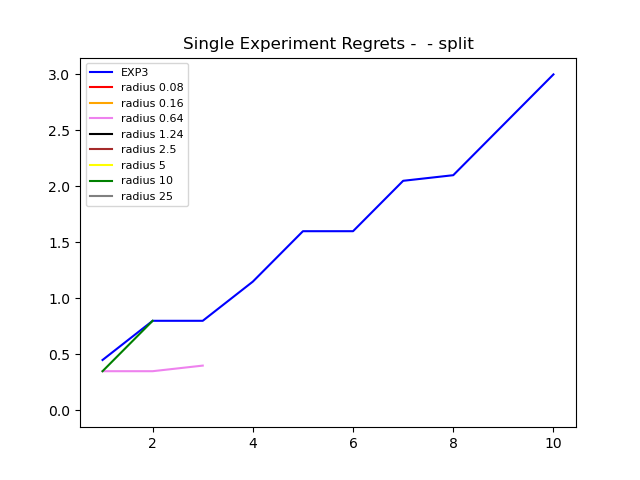 Single Experiment Regrets -  - split
3.0
2.5
2.0
1.5
1.0
0.5
0.0
EXP3
radius 0.08
radius 0.16
radius 0.64
radius 1.24
radius 2.5
radius 5
radius 10
radius 25
2 4 6 8 10